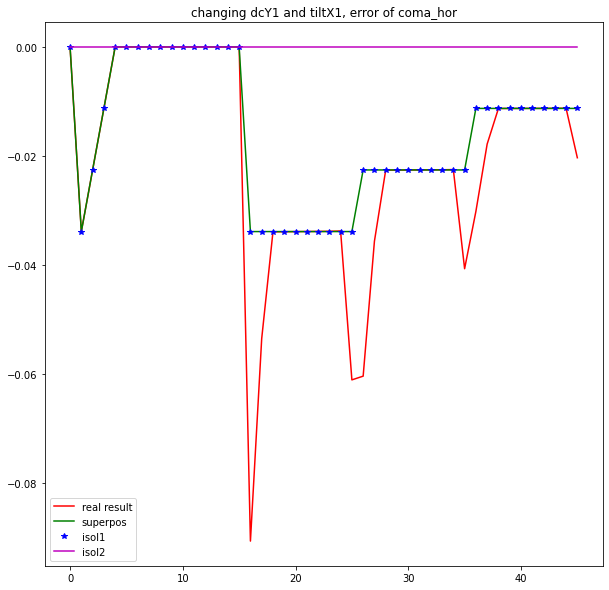 changing dcY1 and tiltX1, error of coma_hor
0.00
−0.02
−0.04
−0.06
−0.08
real result
superpos
isol1
isol2
0 10 20 30 40